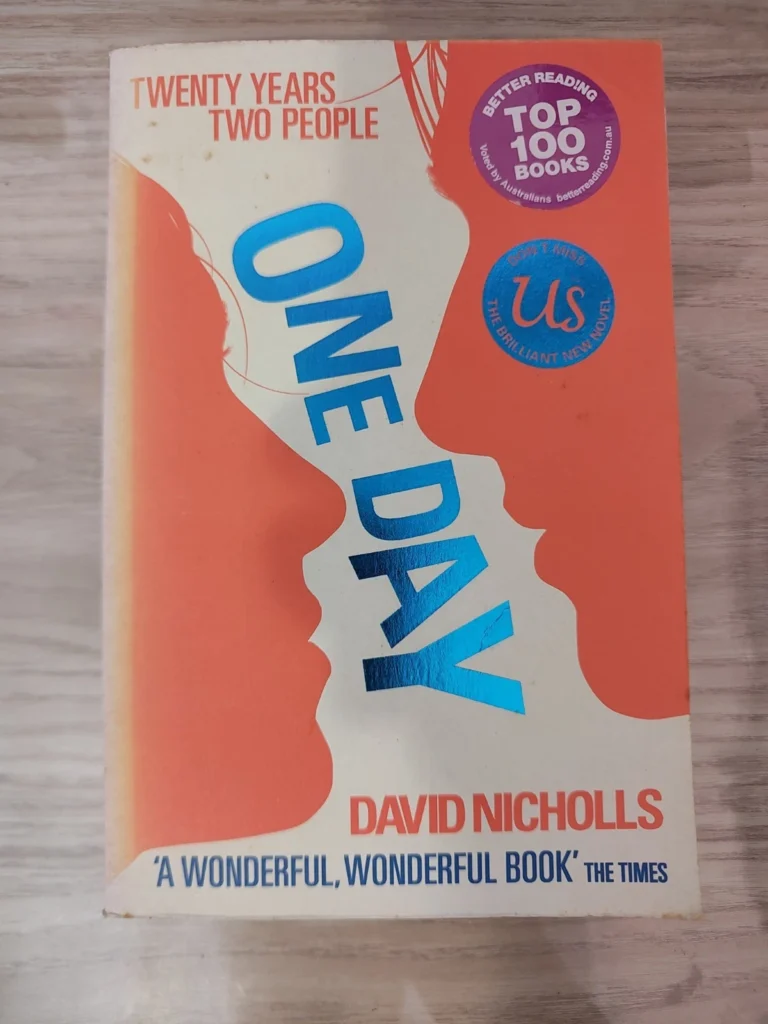 TWENTY YEARS
TWO PEOPLE
BETTER READING
TOP
100
BOOKS
Voted by Australians betterreading.com.au
DON'T MISS
Us
THE BRILLIANT NEW NOVEL
ONE DAY
DAVID NICHOLLS
'A WONDERFUL, WONDERFUL BOOK' THE TIMES